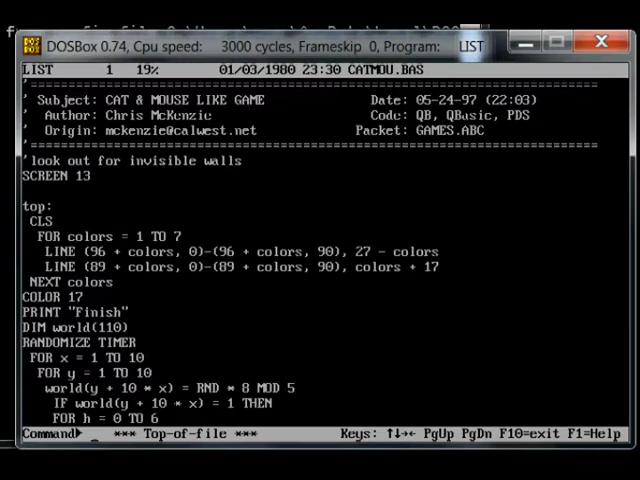 DOSBox 0.74, Cpu speed: 3000 cycles, Frameskip 0, Program: LIST
LIST 1 19% 01/03/1980 23:30 CATMOU.BAS
'===========================================================================
' Subject: CAT & MOUSE LIKE GAME Date: 05-24-97 (22:03)
' Author: Chris McKenzie Code: QB, QBasic, PDS
' Origin: mckenzie@calwest.net Packet: GAMES.ABC
'===========================================================================
'look out for invisible walls
SCREEN 13
top:
CLS
FOR colors = 1 TO 7
LINE (96 + colors, 0)-(96 + colors, 90), 27 - colors
LINE (89 + colors, 0)-(89 + colors, 90), colors + 17
NEXT colors
COLOR 17
PRINT "Finish"
DIM world(110)
RANDOMIZE TIMER
FOR x = 1 TO 10
FOR y = 1 TO 10
world(y + 10 * x) = RND * 8 MOD 5
IF world(y + 10 * x) = 1 THEN
FOR h = 0 TO 6
Command► *** Top-of-file *** Keys: ↑↓→← PgUp PgDn F10=exit F1=Help